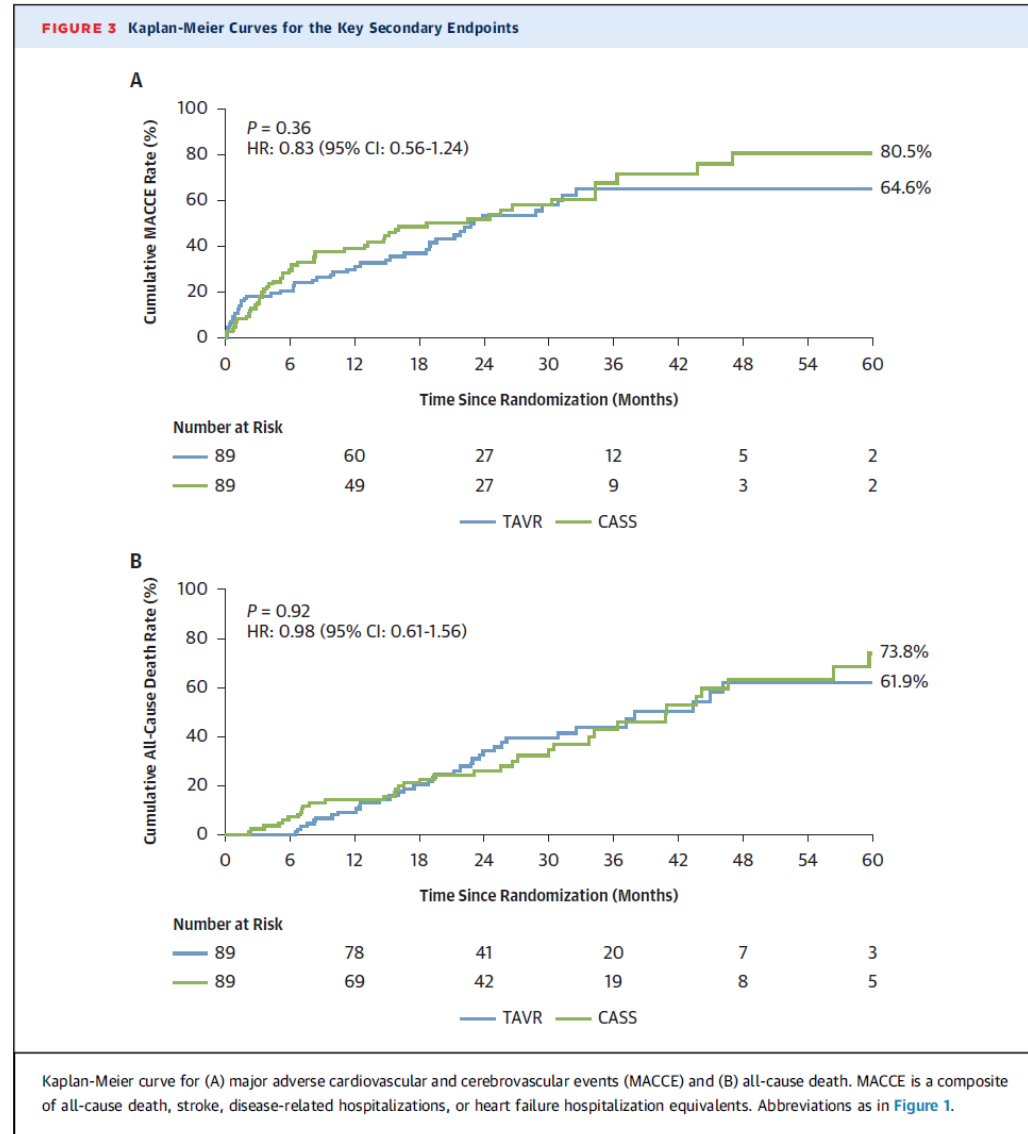 FIGURE 3 Kaplan-Meier Curves for the Key Secondary Endpoints
A
Cumulative MACCE Rate (%)
100
80
60
40
20
0
P = 0.36
HR: 0.83 (95% CI: 0.56-1.24)
80.5%
64.6%
0 6 12 18 24 30 36 42 48 54 60
Time Since Randomization (Months)
Number at Risk
89 60 27 12 5 2
89 49 27 9 3 2
TAVR CASS
B
Cumulative All-Cause Death Rate (%)
100
80
60
40
20
0
P = 0.92
HR: 0.98 (95% CI: 0.61-1.56)
73.8%
61.9%
0 6 12 18 24 30 36 42 48 54 60
Time Since Randomization (Months)
Number at Risk
89 78 41 20 7 3
89 69 42 19 8 5
TAVR CASS
Kaplan-Meier curve for (A) major adverse cardiovascular and cerebrovascular events (MACCE) and (B) all-cause death. MACCE is a composite
of all-cause death, stroke, disease-related hospitalizations, or heart failure hospitalization equivalents. Abbreviations as in Figure 1.